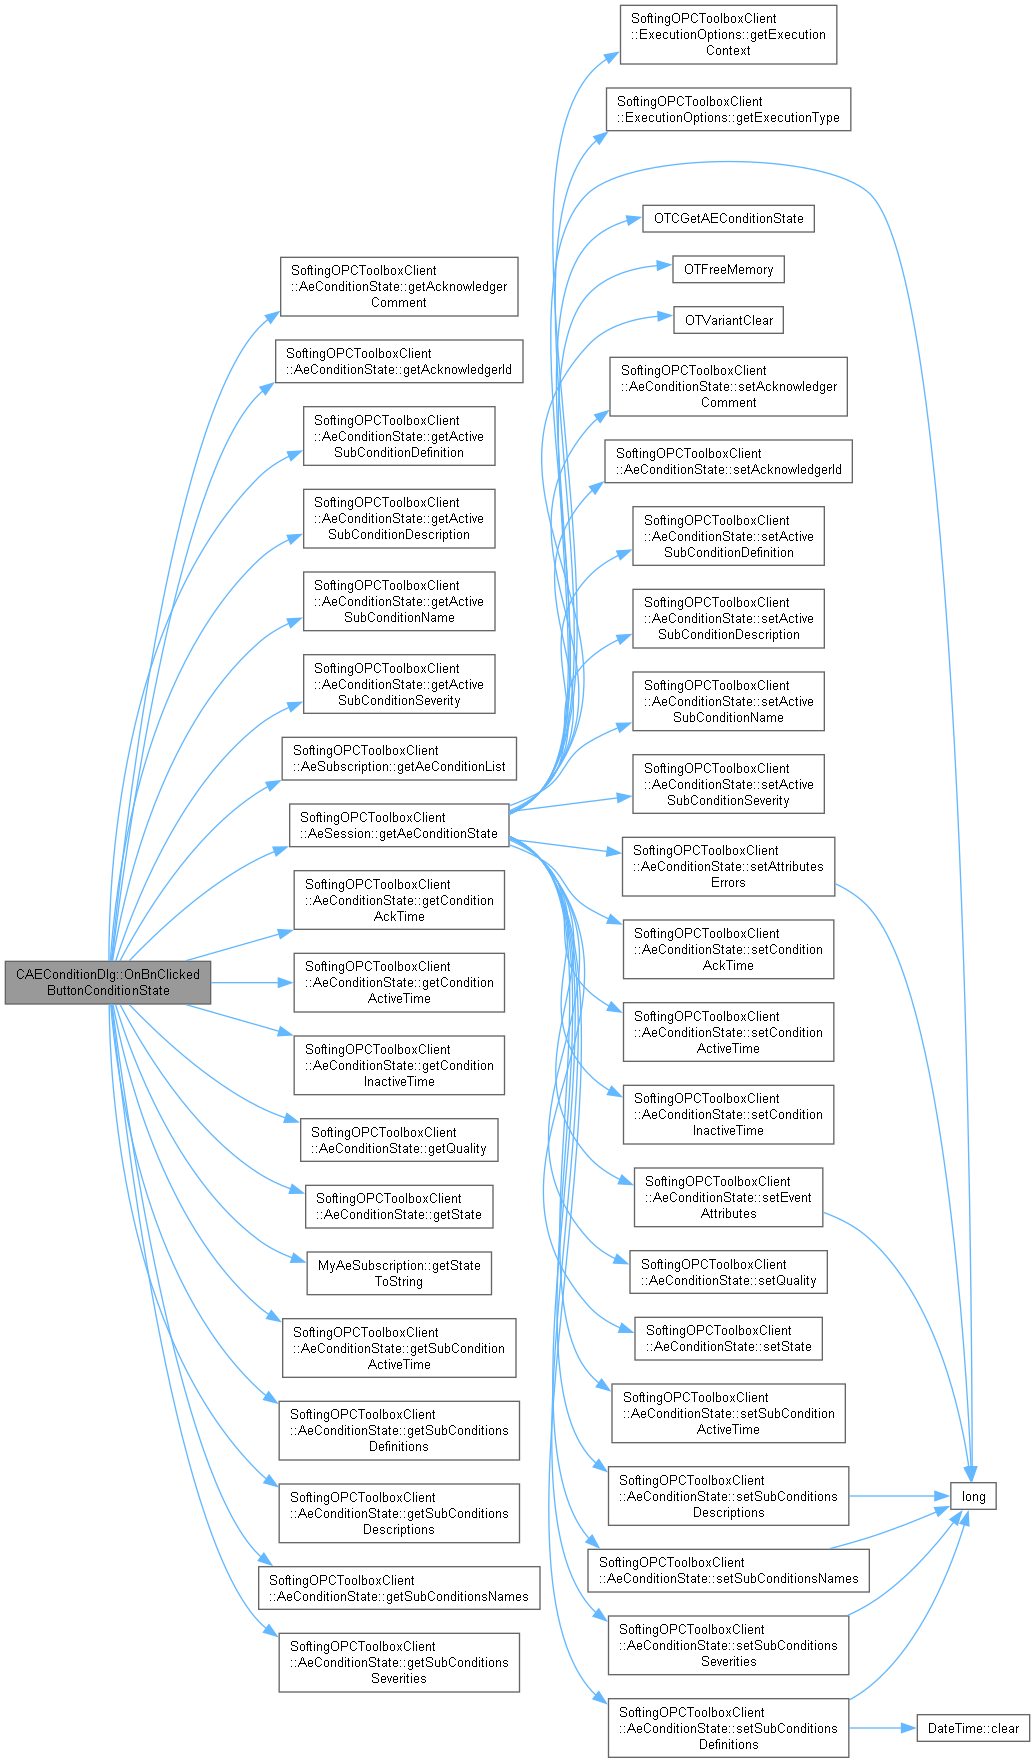 CAEConditionDlg::OnBnClicked
ButtonConditionState
SoftingOPCToolboxClient
::AeConditionState::getAcknowledger
Comment
SoftingOPCToolboxClient
::AeConditionState::getAcknowledgerId
SoftingOPCToolboxClient
::AeConditionState::getActive
SubConditionDefinition
SoftingOPCToolboxClient
::AeConditionState::getActive
SubConditionDescription
SoftingOPCToolboxClient
::AeConditionState::getActive
SubConditionName
SoftingOPCToolboxClient
::AeConditionState::getActive
SubConditionSeverity
SoftingOPCToolboxClient
::AeSubscription::getAeConditionList
SoftingOPCToolboxClient
::AeSession::getAeConditionState
SoftingOPCToolboxClient
::AeConditionState::getCondition
AckTime
SoftingOPCToolboxClient
::AeConditionState::getCondition
ActiveTime
SoftingOPCToolboxClient
::AeConditionState::getCondition
InactiveTime
SoftingOPCToolboxClient
::AeConditionState::getQuality
SoftingOPCToolboxClient
::AeConditionState::getState
MyAeSubscription::getState
ToString
SoftingOPCToolboxClient
::AeConditionState::getSubCondition
ActiveTime
SoftingOPCToolboxClient
::AeConditionState::getSubConditions
Definitions
SoftingOPCToolboxClient
::AeConditionState::getSubConditions
Descriptions
SoftingOPCToolboxClient
::AeConditionState::getSubConditionsNames
SoftingOPCToolboxClient
::AeConditionState::getSubConditions
Severities
SoftingOPCToolboxClient
::ExecutionOptions::getExecution
Context
SoftingOPCToolboxClient
::ExecutionOptions::getExecutionType
OTCGetAEConditionState
OTFreeMemory
OTVariantClear
SoftingOPCToolboxClient
::AeConditionState::setAcknowledger
Comment
SoftingOPCToolboxClient
::AeConditionState::setAcknowledgerId
SoftingOPCToolboxClient
::AeConditionState::setActive
SubConditionDefinition
SoftingOPCToolboxClient
::AeConditionState::setActive
SubConditionDescription
SoftingOPCToolboxClient
::AeConditionState::setActive
SubConditionName
SoftingOPCToolboxClient
::AeConditionState::setActive
SubConditionSeverity
SoftingOPCToolboxClient
::AeConditionState::setAttributes
Errors
SoftingOPCToolboxClient
::AeConditionState::setCondition
AckTime
SoftingOPCToolboxClient
::AeConditionState::setCondition
ActiveTime
SoftingOPCToolboxClient
::AeConditionState::setCondition
InactiveTime
SoftingOPCToolboxClient
::AeConditionState::setEvent
Attributes
SoftingOPCToolboxClient
::AeConditionState::setQuality
SoftingOPCToolboxClient
::AeConditionState::setState
SoftingOPCToolboxClient
::AeConditionState::setSubCondition
ActiveTime
SoftingOPCToolboxClient
::AeConditionState::setSubConditions
Descriptions
SoftingOPCToolboxClient
::AeConditionState::setSubConditionsNames
SoftingOPCToolboxClient
::AeConditionState::setSubConditions
Severities
SoftingOPCToolboxClient
::AeConditionState::setSubConditions
Definitions
long
DateTime::clear